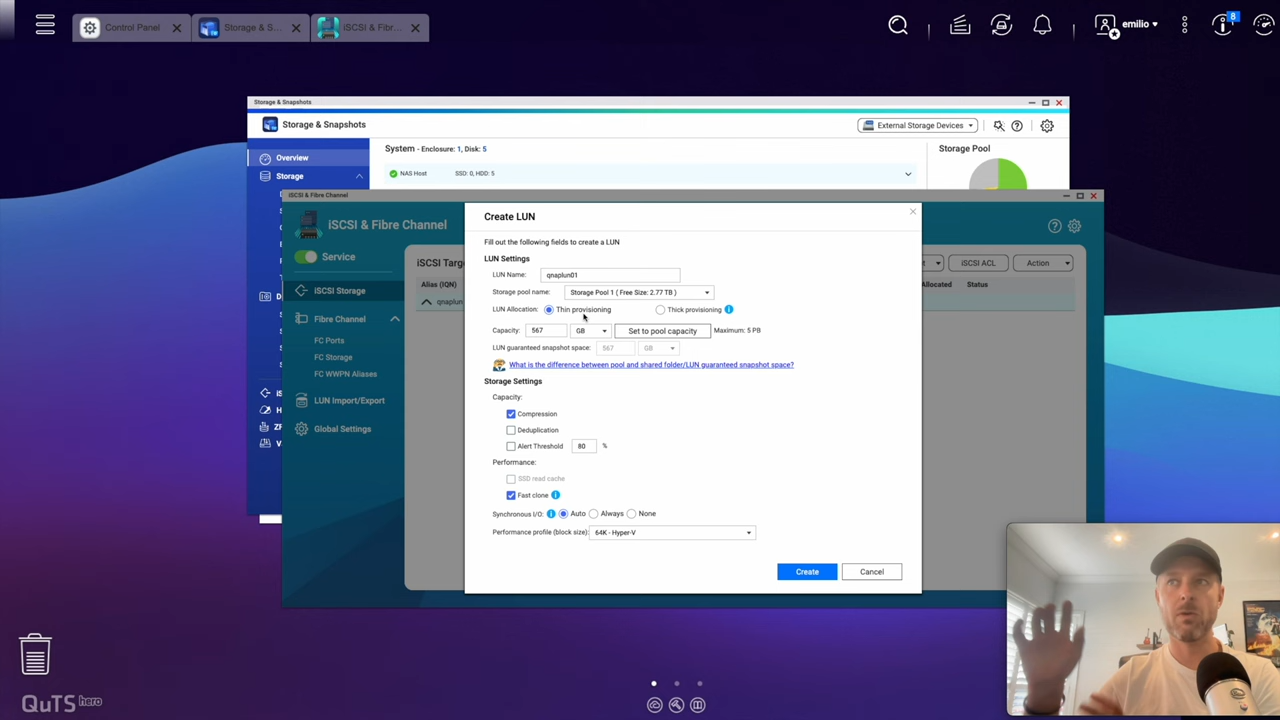 Control Panel
Storage & S...
iSCSI & Fibr...
emilio
8
Storage & Snapshots
Storage & Snapshots
External Storage Devices
Overview
Storage
System - Enclosure: 1, Disk: 5
NAS Host
SSD: 0, HDD: 5
Storage Pool
iSCSI & Fibre Channel
iSCSI & Fibre Channel
Service
iSCSI Storage
Fibre Channel
FC Ports
FC Storage
FC WWPN Aliases
LUN Import/Export
Global Settings
iSCSI Targ
iSCSI ACL
Action
Alias (IQN)
Allocated
Status
qnaplun
Create LUN
Fill out the following fields to create a LUN
LUN Settings
LUN Name: qnaplun01
Storage pool name: Storage Pool 1 ( Free Size: 2.77 TB )
LUN Allocation: Thin provisioning Thick provisioning
Capacity: 567 GB Set to pool capacity Maximum: 5 PB
LUN guaranteed snapshot space: 567 GB
What is the difference between pool and shared folder/LUN guaranteed snapshot space?
Storage Settings
Capacity:
Compression
Deduplication
Alert Threshold 80 %
Performance:
SSD read cache
Fast clone
Synchronous I/O: Auto Always None
Performance profile (block size): 64K - Hyper-V
Create Cancel
QuTS hero